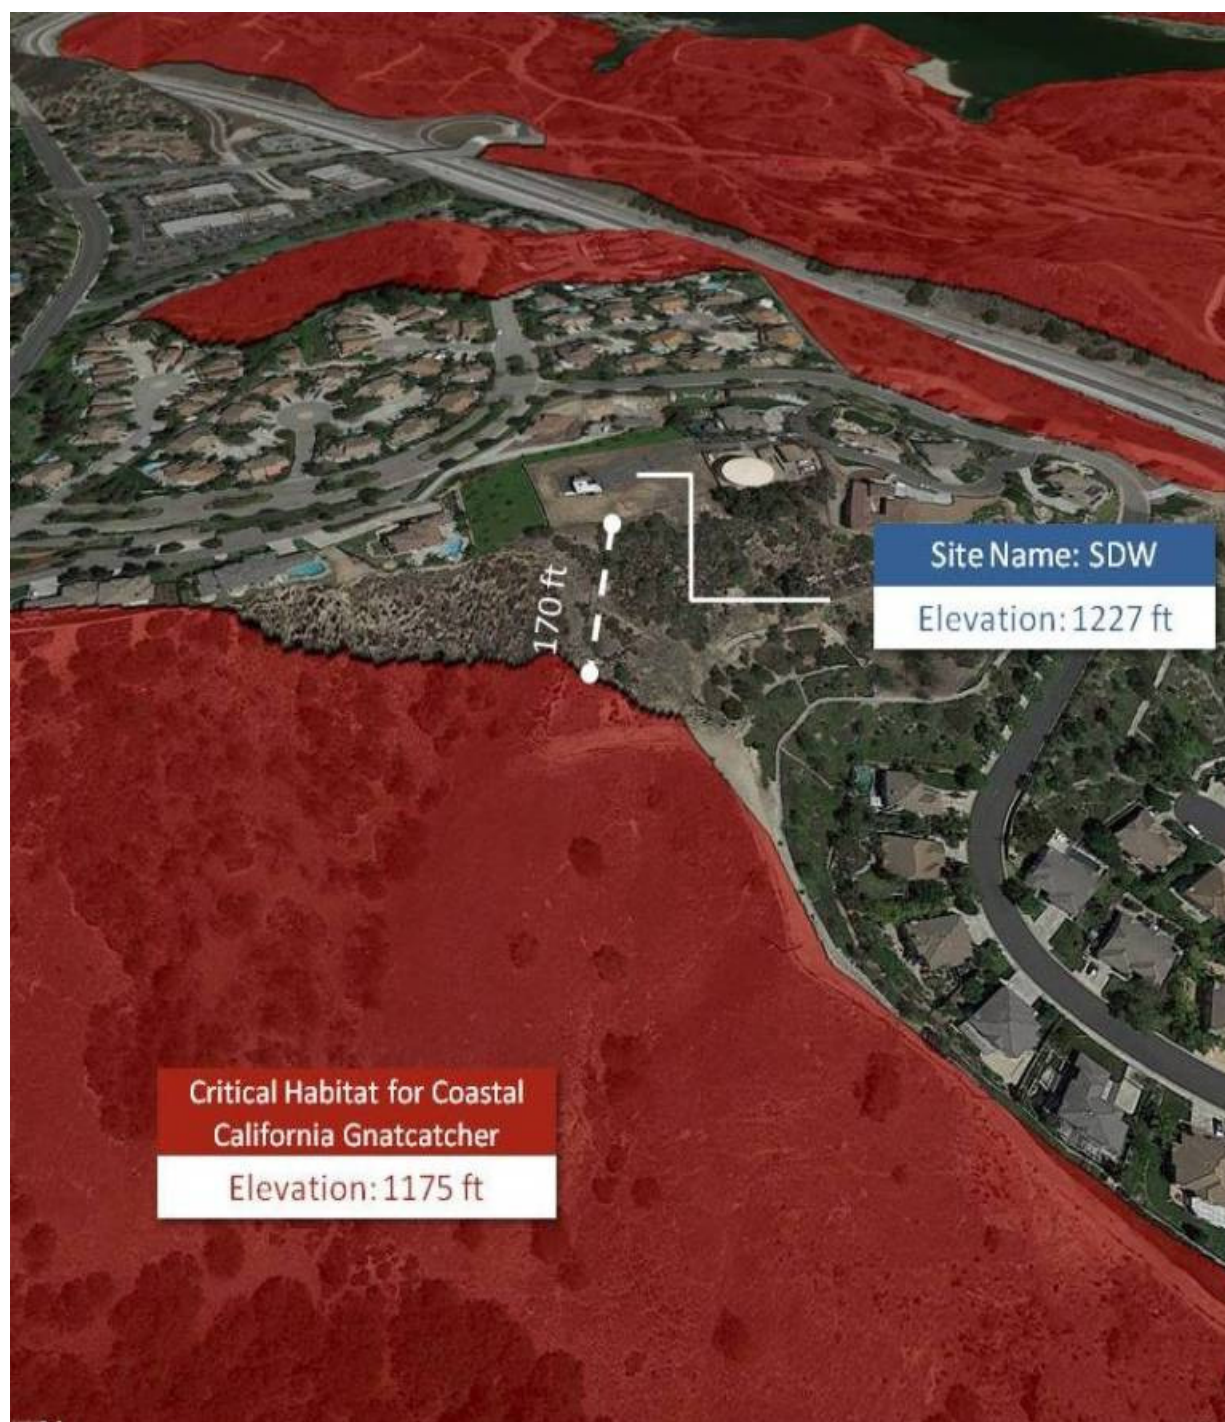 170 ft
Site Name: SDW
Elevation: 1227 ft
Critical Habitat for Coastal
California Gnatcatcher
Elevation: 1175 ft